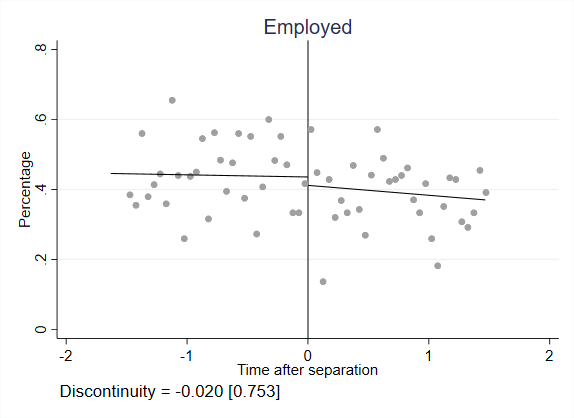 Employed
Percentage
.8
.6
.4
.2
0
-2
-1
0
1
2
Time after separation
Discontinuity = -0.020 [0.753]